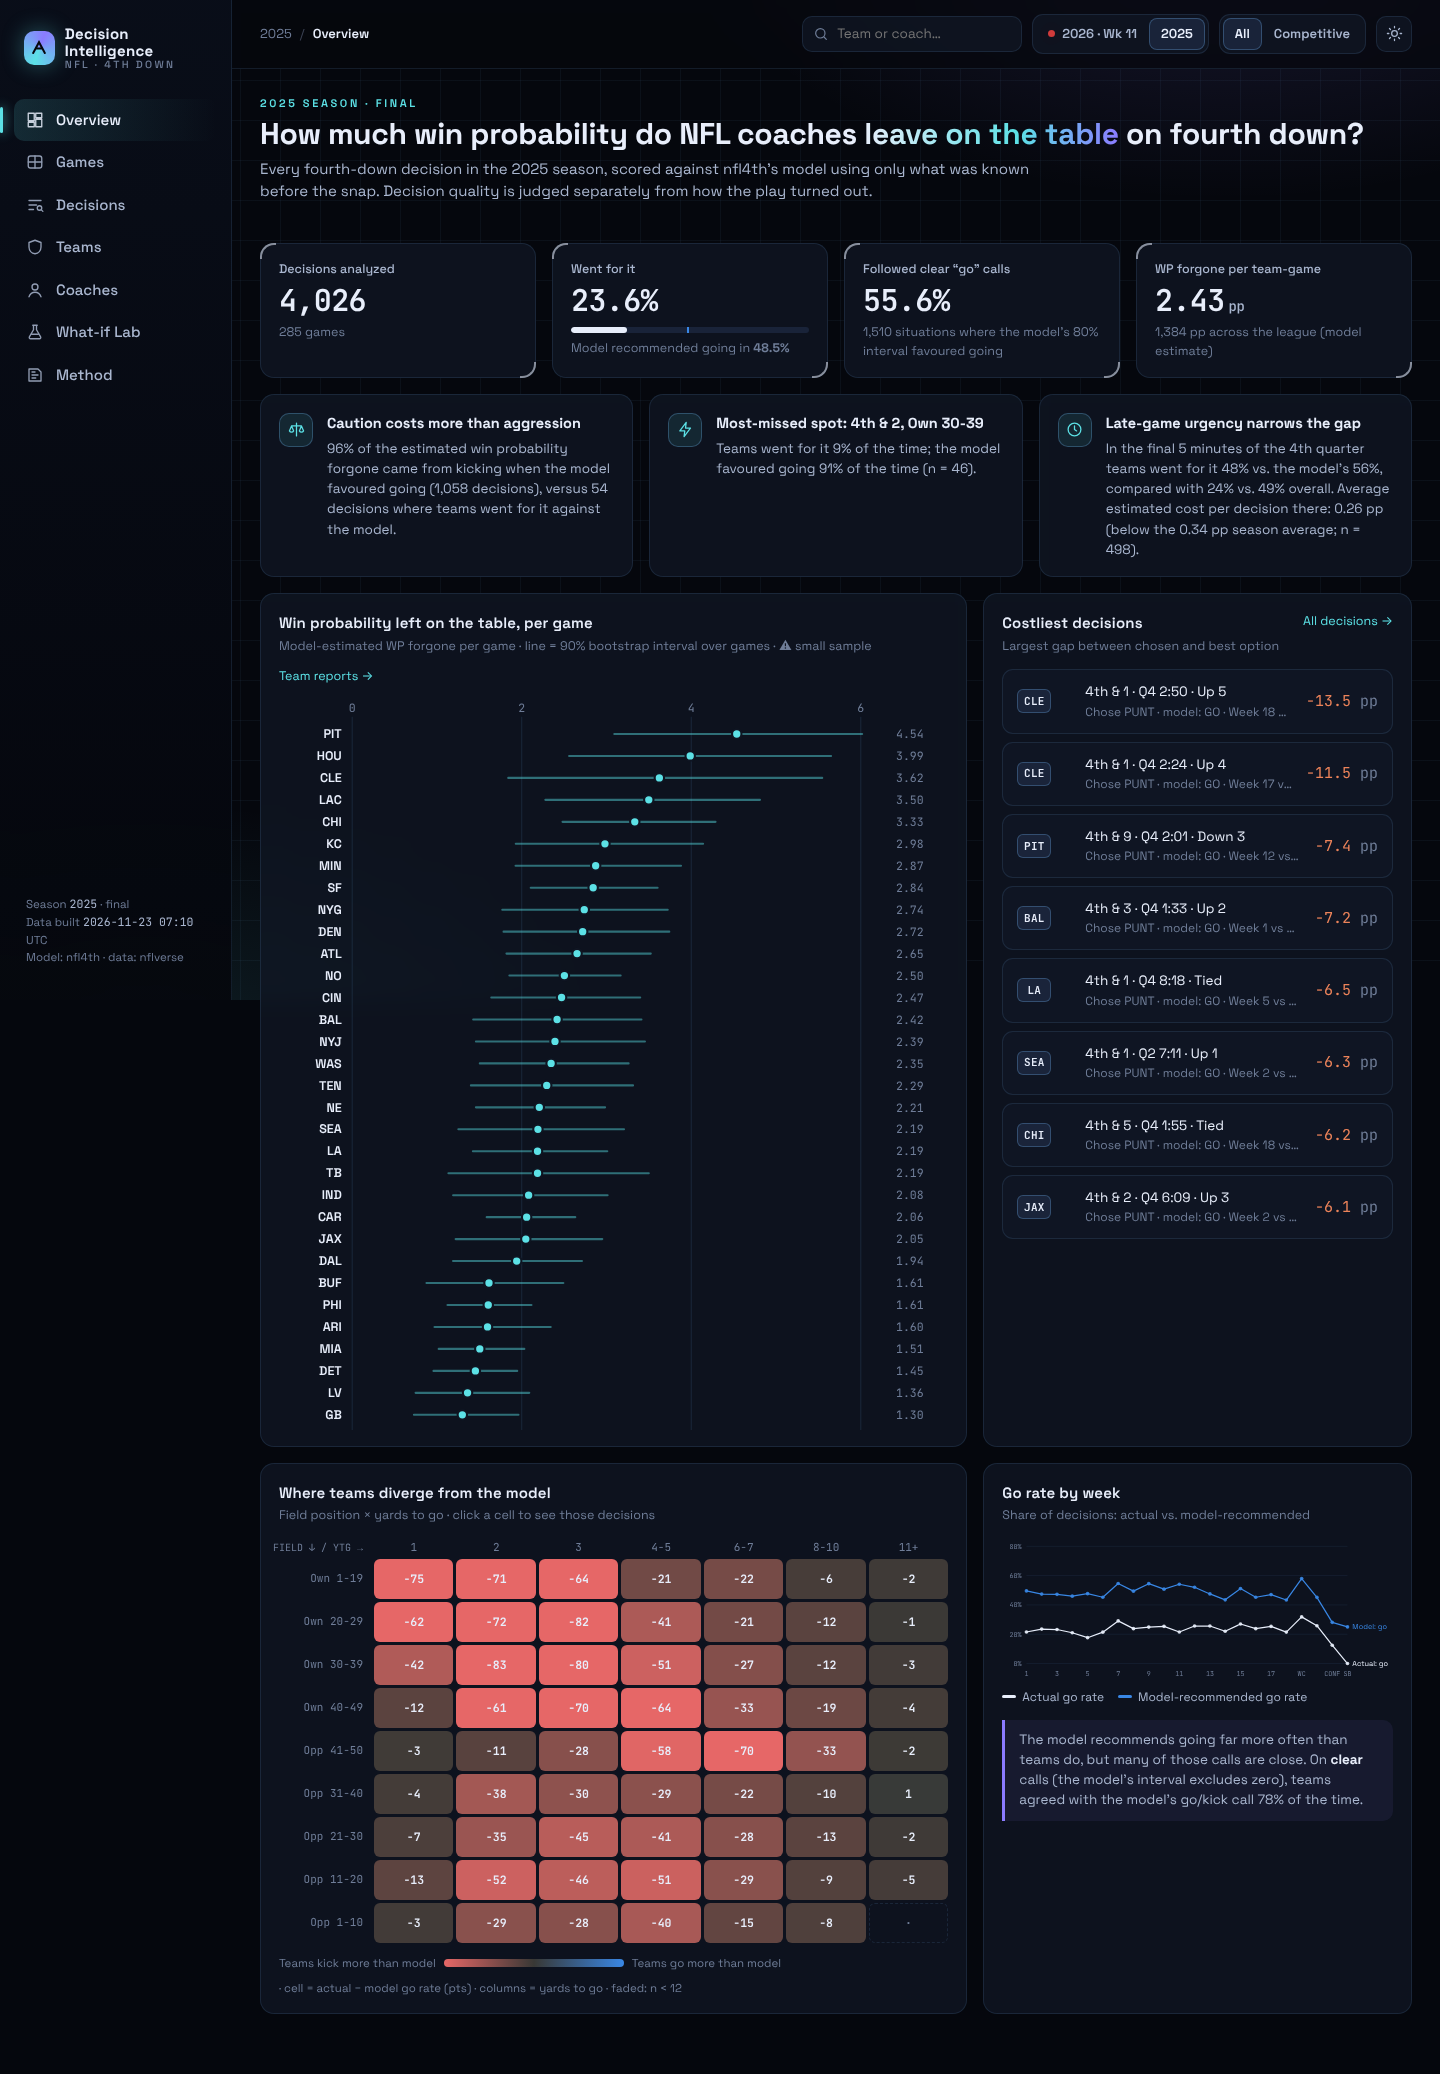 Decision
Intelligence
NFL · 4TH DOWN
Overview
Games
Decisions
Teams
Coaches
What-if Lab
Method
Season 2025 · final
Data built 2026-11-23 07:10
UTC
Model: nfl4th · data: nflverse
2025 / Overview
Team or coach…
2026 · Wk 11
2025
All
Competitive
2025 SEASON · FINAL
How much win probability do NFL coaches leave on the table on fourth down?
Every fourth-down decision in the 2025 season, scored against nfl4th's model using only what was known
before the snap. Decision quality is judged separately from how the play turned out.
Decisions analyzed
4,026
285 games
Went for it
23.6%
Model recommended going in 48.5%
Followed clear “go” calls
55.6%
1,510 situations where the model's 80%
interval favoured going
WP forgone per team-game
2.43 pp
1,384 pp across the league (model
estimate)
Caution costs more than aggression
96% of the estimated win probability
forgone came from kicking when the model
favoured going (1,058 decisions), versus 54
decisions where teams went for it against
the model.
Most-missed spot: 4th & 2, Own 30-39
Teams went for it 9% of the time; the model
favoured going 91% of the time (n = 46).
Late-game urgency narrows the gap
In the final 5 minutes of the 4th quarter
teams went for it 48% vs. the model's 56%,
compared with 24% vs. 49% overall. Average
estimated cost per decision there: 0.26 pp
(below the 0.34 pp season average; n =
498).
Win probability left on the table, per game
Model-estimated WP forgone per game · line = 90% bootstrap interval over games · ⚠ small sample
Team reports →
0 2 4 6
PIT 4.54
HOU 3.99
CLE 3.62
LAC 3.50
CHI 3.33
KC 2.98
MIN 2.87
SF 2.84
NYG 2.74
DEN 2.72
ATL 2.65
NO 2.50
CIN 2.47
BAL 2.42
NYJ 2.39
WAS 2.35
TEN 2.29
NE 2.21
SEA 2.19
LA 2.19
TB 2.19
IND 2.08
CAR 2.06
JAX 2.05
DAL 1.94
BUF 1.61
PHI 1.61
ARI 1.60
MIA 1.51
DET 1.45
LV 1.36
GB 1.30
Costliest decisions
All decisions →
Largest gap between chosen and best option
CLE
4th & 1 · Q4 2:50 · Up 5
Chose PUNT · model: GO · Week 18 …
-13.5 pp
CLE
4th & 1 · Q4 2:24 · Up 4
Chose PUNT · model: GO · Week 17 v…
-11.5 pp
PIT
4th & 9 · Q4 2:01 · Down 3
Chose PUNT · model: GO · Week 12 vs…
-7.4 pp
BAL
4th & 3 · Q4 1:33 · Up 2
Chose PUNT · model: GO · Week 1 vs …
-7.2 pp
LA
4th & 1 · Q4 8:18 · Tied
Chose PUNT · model: GO · Week 5 vs …
-6.5 pp
SEA
4th & 1 · Q2 7:11 · Up 1
Chose PUNT · model: GO · Week 2 vs …
-6.3 pp
CHI
4th & 5 · Q4 1:55 · Tied
Chose PUNT · model: GO · Week 18 vs…
-6.2 pp
JAX
4th & 2 · Q4 6:09 · Up 3
Chose PUNT · model: GO · Week 2 vs …
-6.1 pp
Where teams diverge from the model
Field position × yards to go · click a cell to see those decisions
FIELD ↓ / YTG → 1 2 3 4-5 6-7 8-10 11+
Own 1-19 -75 -71 -64 -21 -22 -6 -2
Own 20-29 -62 -72 -82 -41 -21 -12 -1
Own 30-39 -42 -83 -80 -51 -27 -12 -3
Own 40-49 -12 -61 -70 -64 -33 -19 -4
Opp 41-50 -3 -11 -28 -58 -70 -33 -2
Opp 31-40 -4 -38 -30 -29 -22 -10 1
Opp 21-30 -7 -35 -45 -41 -28 -13 -2
Opp 11-20 -13 -52 -46 -51 -29 -9 -5
Opp 1-10 -3 -29 -28 -40 -15 -8 ·
Teams kick more than model
Teams go more than model
· cell = actual − model go rate (pts) · columns = yards to go · faded: n < 12
Go rate by week
Share of decisions: actual vs. model-recommended
80%
60%
40%
20%
0%
Model: go
Actual: go
1 3 5 7 9 11 13 15 17 WC CONF SB
Actual go rate
Model-recommended go rate
The model recommends going far more often than
teams do, but many of those calls are close. On clear
calls (the model's interval excludes zero), teams
agreed with the model's go/kick call 78% of the time.